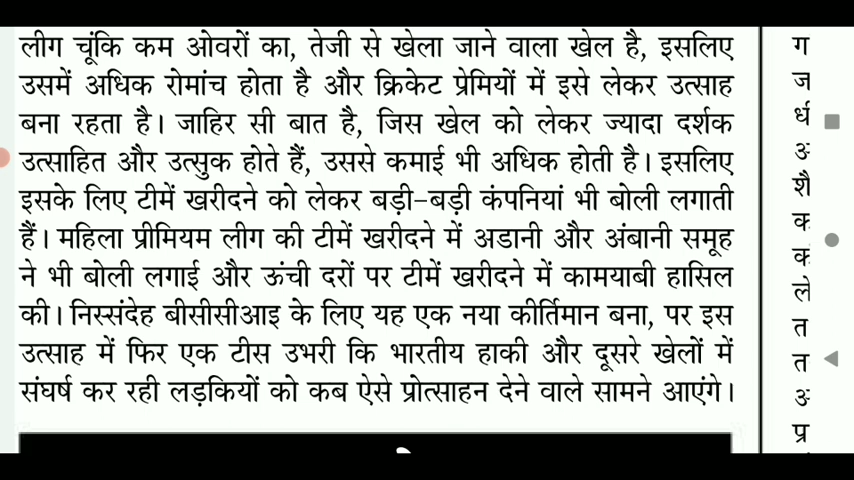 लीग चूंकि कम ओवरों का, तेजी से खेला जाने वाला खेल है, इसलिए
उसमें अधिक रोमांच होता है और क्रिकेट प्रेमियों में इसे लेकर उत्साह
बना रहता है। जाहिर सी बात है, जिस खेल को लेकर ज्यादा दर्शक
उत्साहित और उत्सुक होते हैं, उससे कमाई भी अधिक होती है। इसलिए
इसके लिए टीमें खरीदने को लेकर बड़ी-बड़ी कंपनियां भी बोली लगाती
हैं। महिला प्रीमियम लीग की टीमें खरीदने में अडानी और अंबानी समूह
ने भी बोली लगाई और ऊंची दरों पर टीमें खरीदने में कामयाबी हासिल
की। निस्संदेह बीसीसीआइ के लिए यह एक नया कीर्तिमान बना, पर इस
उत्साह में फिर एक टीस उभरी कि भारतीय हाकी और दूसरे खेलों में
संघर्ष कर रही लड़कियों को कब ऐसे प्रोत्साहन देने वाले सामने आएंगे।